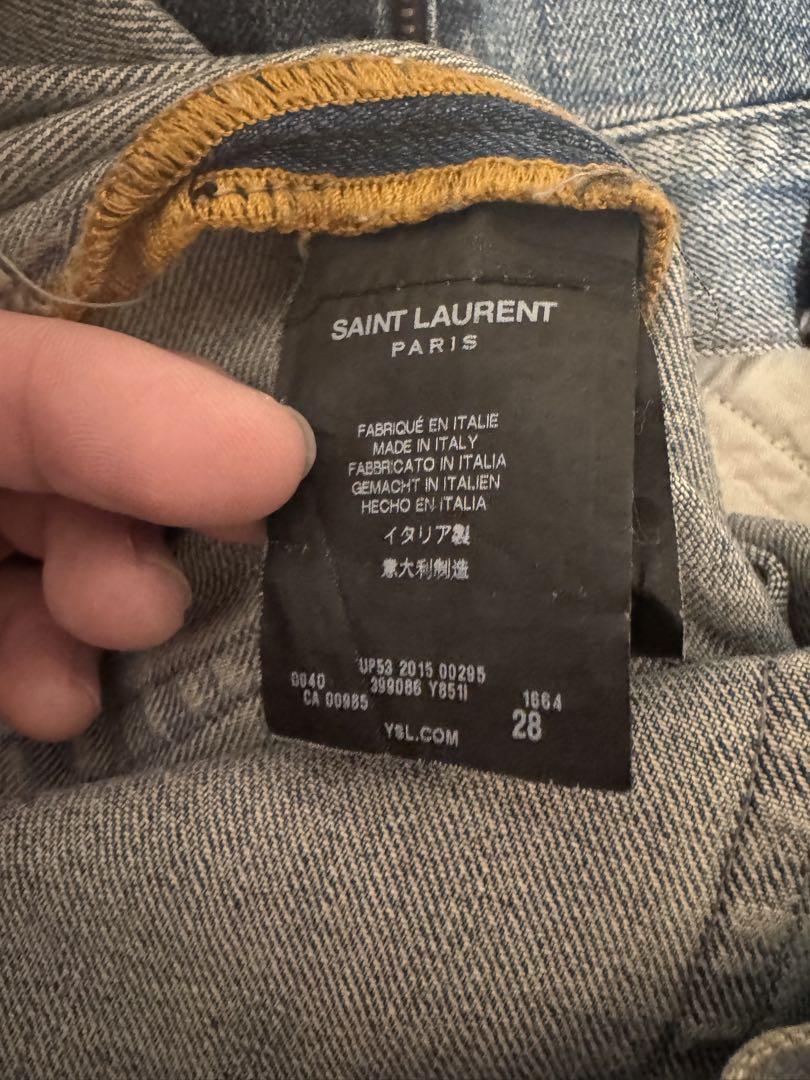 SAINT LAURENT
PARIS
FABRIQUÉ EN ITALIE
MADE IN ITALY
FABBRICATO IN ITALIA
GEMACHT IN ITALIEN
HECHO EN ITALIA
イタリア製
意大利制造
UP53 2015 00295
0040 399086 Y851I 1664
CA 00985 28
YSL.COM